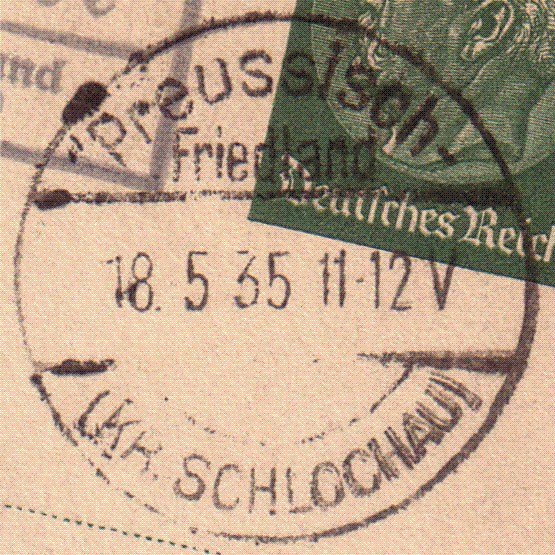 Preussisch-
Friedland
Deutsches Reich
18. 5 35 11-12 V
(KR. SCHLOCHAU)